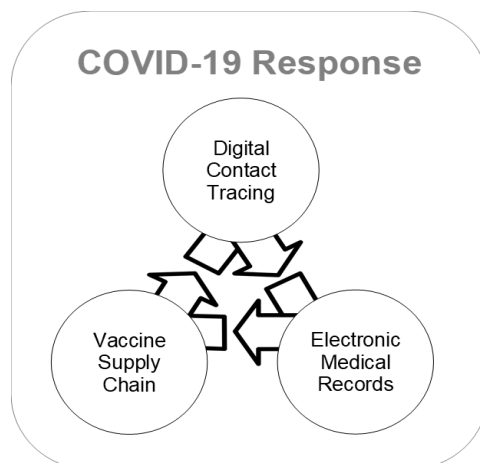 COVID-19 Response
Digital
Contact
Tracing
Vaccine
Supply
Chain
Electronic
Medical
Records